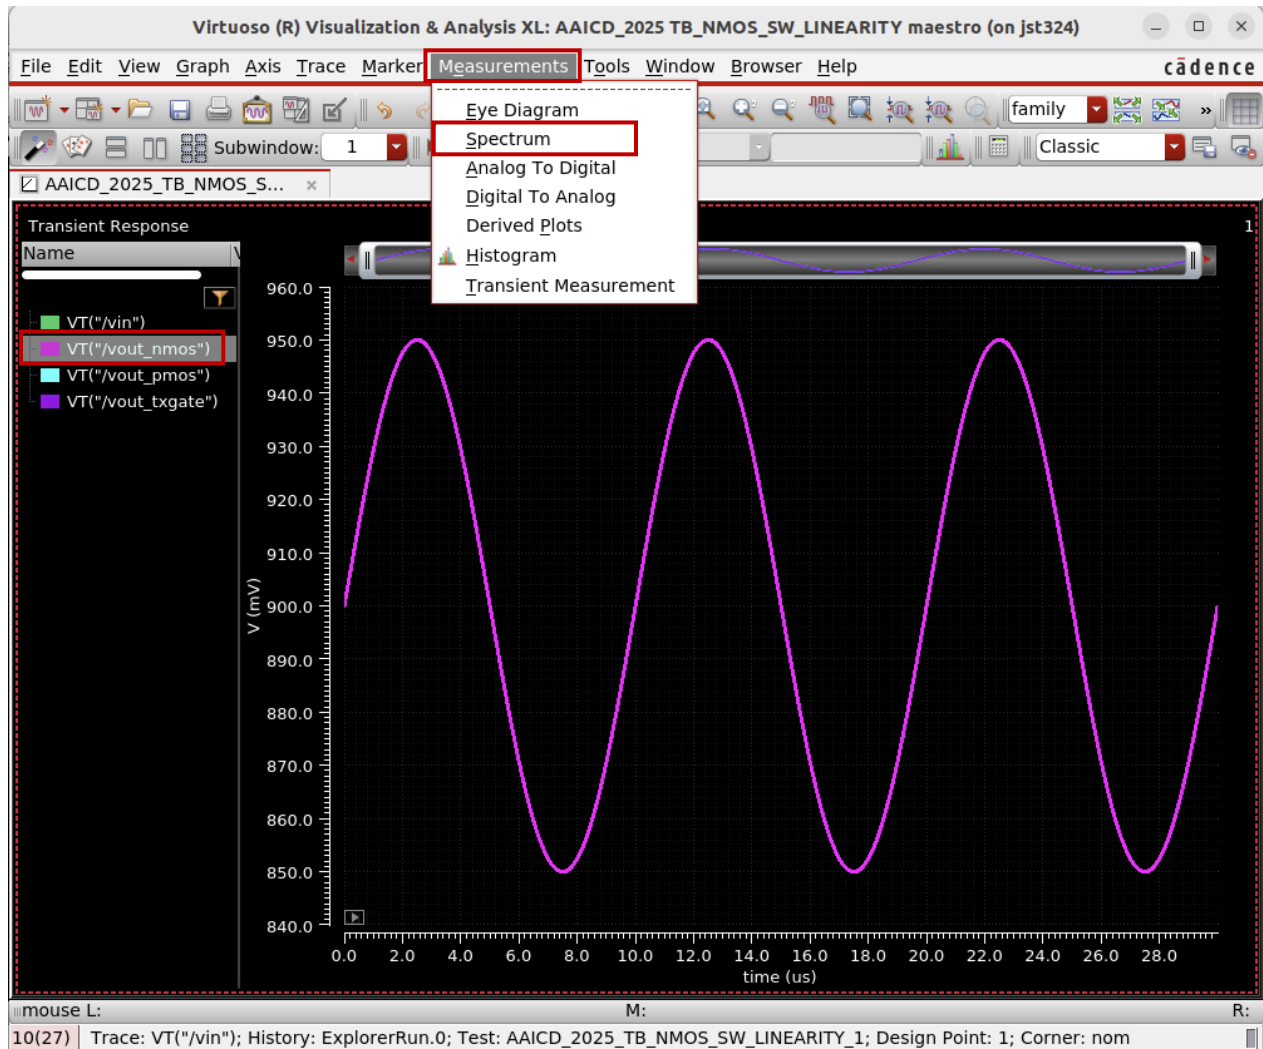 Virtuoso (R) Visualization & Analysis XL: AAICD_2025 TB_NMOS_SW_LINEARITY maestro (on jst324)
File Edit View Graph Axis Trace Marker Measurements Tools Window Browser Help cādence
family »
Subwindow: 1 Classic
AAICD_2025_TB_NMOS_S... ×
Eye Diagram
Spectrum
Analog To Digital
Digital To Analog
Derived Plots
Histogram
Transient Measurement
Transient Response 1
Name V
VT("/vin")
VT("/vout_nmos")
VT("/vout_pmos")
VT("/vout_txgate")
960.0
950.0
940.0
930.0
920.0
910.0
900.0
890.0
880.0
870.0
860.0
850.0
840.0
V (mV)
0.0 2.0 4.0 6.0 8.0 10.0 12.0 14.0 16.0 18.0 20.0 22.0 24.0 26.0 28.0
time (us)
mouse L: M: R:
10(27) Trace: VT("/vin"); History: ExplorerRun.0; Test: AAICD_2025_TB_NMOS_SW_LINEARITY_1; Design Point: 1; Corner: nom